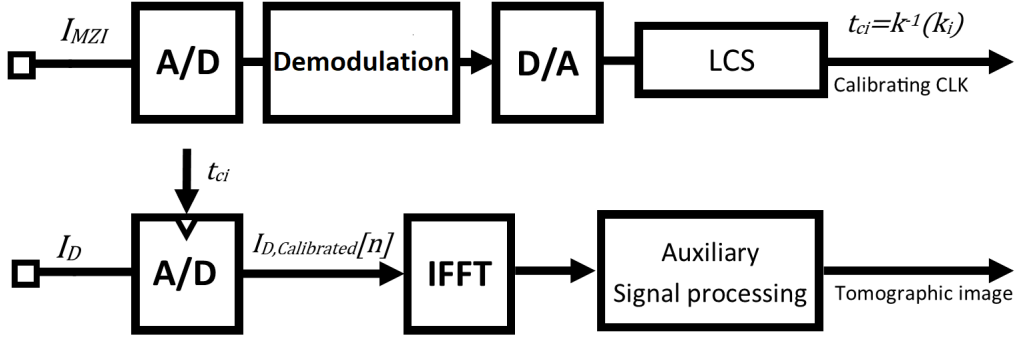 I_MZI
A/D
Demodulation
D/A
LCS
t_ci=k⁻¹(k_i)
Calibrating CLK
t_ci
I_D
A/D
I_D,Calibrated[n]
IFFT
Auxiliary
Signal processing
Tomographic image